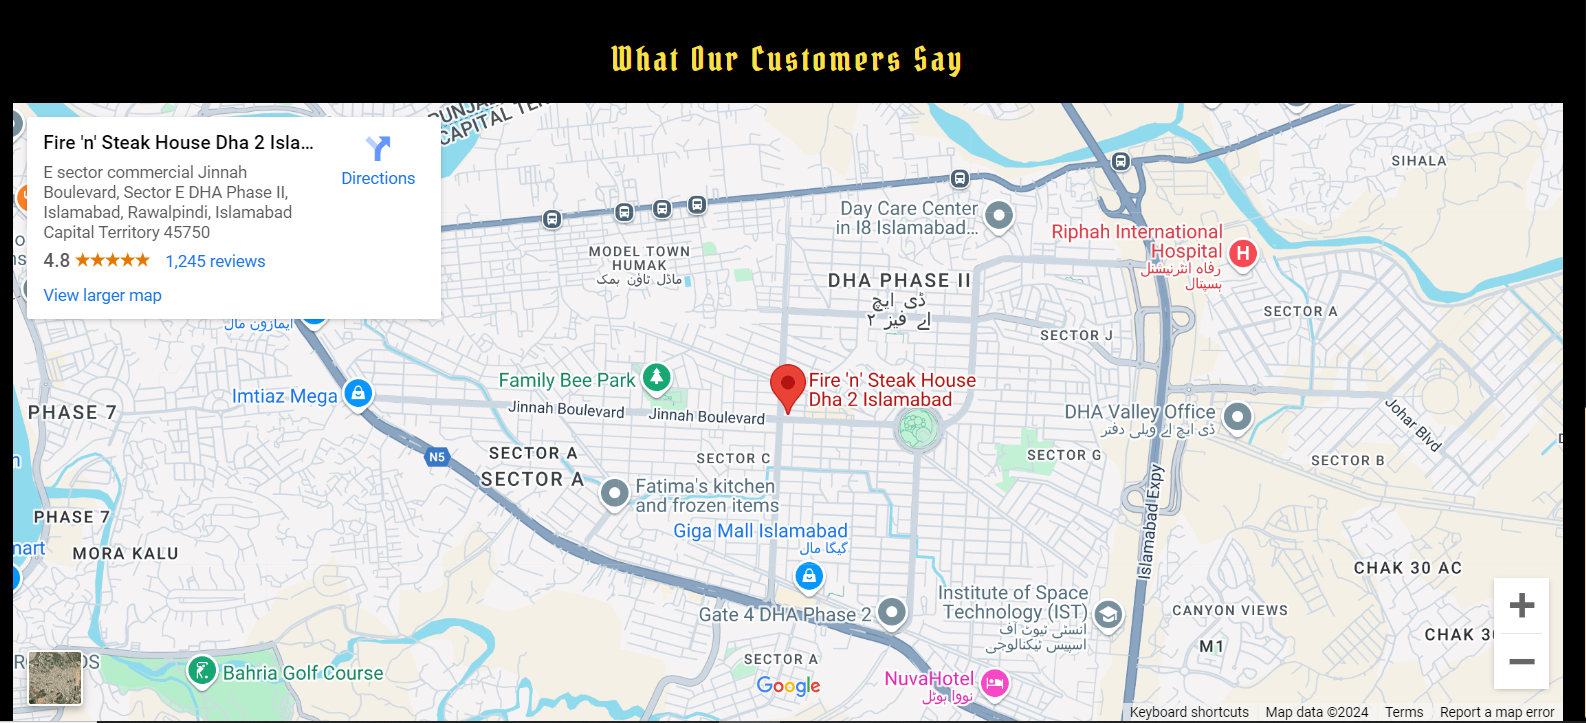 What Our Customers Say
PUNJAB
CAPITAL TE
Fire 'n' Steak House Dha 2 Isla...
E sector commercial Jinnah
Boulevard, Sector E DHA Phase II,
Islamabad, Rawalpindi, Islamabad
Capital Territory 45750
Directions
4.8
1,245 reviews
View larger map
ایمازون مال
SIHALA
Day Care Center
in I8 Islamabad...
Riphah International
Hospital
رفاہ انٹرنیشنل
ہسپتال
H
MODEL TOWN
HUMAK
ماڈل ٹاؤن ہمک
DHA PHASE II
ڈی ایچ
اے فیز ۲
SECTOR A
SECTOR J
Family Bee Park
Fire 'n' Steak House
Dha 2 Islamabad
Imtiaz Mega
PHASE 7
Jinnah Boulevard
Jinnah Boulevard
DHA Valley Office
ڈی ایچ اے ویلی دفتر
Johar Blvd
N5
SECTOR A
SECTOR C
SECTOR G
SECTOR B
SECTOR A
Fatima's kitchen
and frozen items
PHASE 7
Giga Mall Islamabad
گیگا مال
Islamabad Expy
mart
MORA KALU
CHAK 30 AC
Institute of Space
Technology (IST)
انسٹی ٹیوٹ آف
اسپیس ٹیکنالوجی
Gate 4 DHA Phase 2
CANYON VIEWS
M1
CHAK 30
SECTOR A
Bahria Golf Course
NuvaHotel
نووا ہوٹل
Google
Keyboard shortcuts
Map data ©2024
Terms
Report a map error